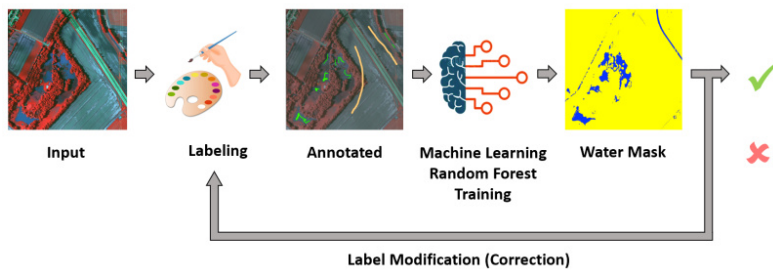 Input
Labeling
Annotated
Machine Learning
Random Forest
Training
Water Mask
Label Modification (Correction)